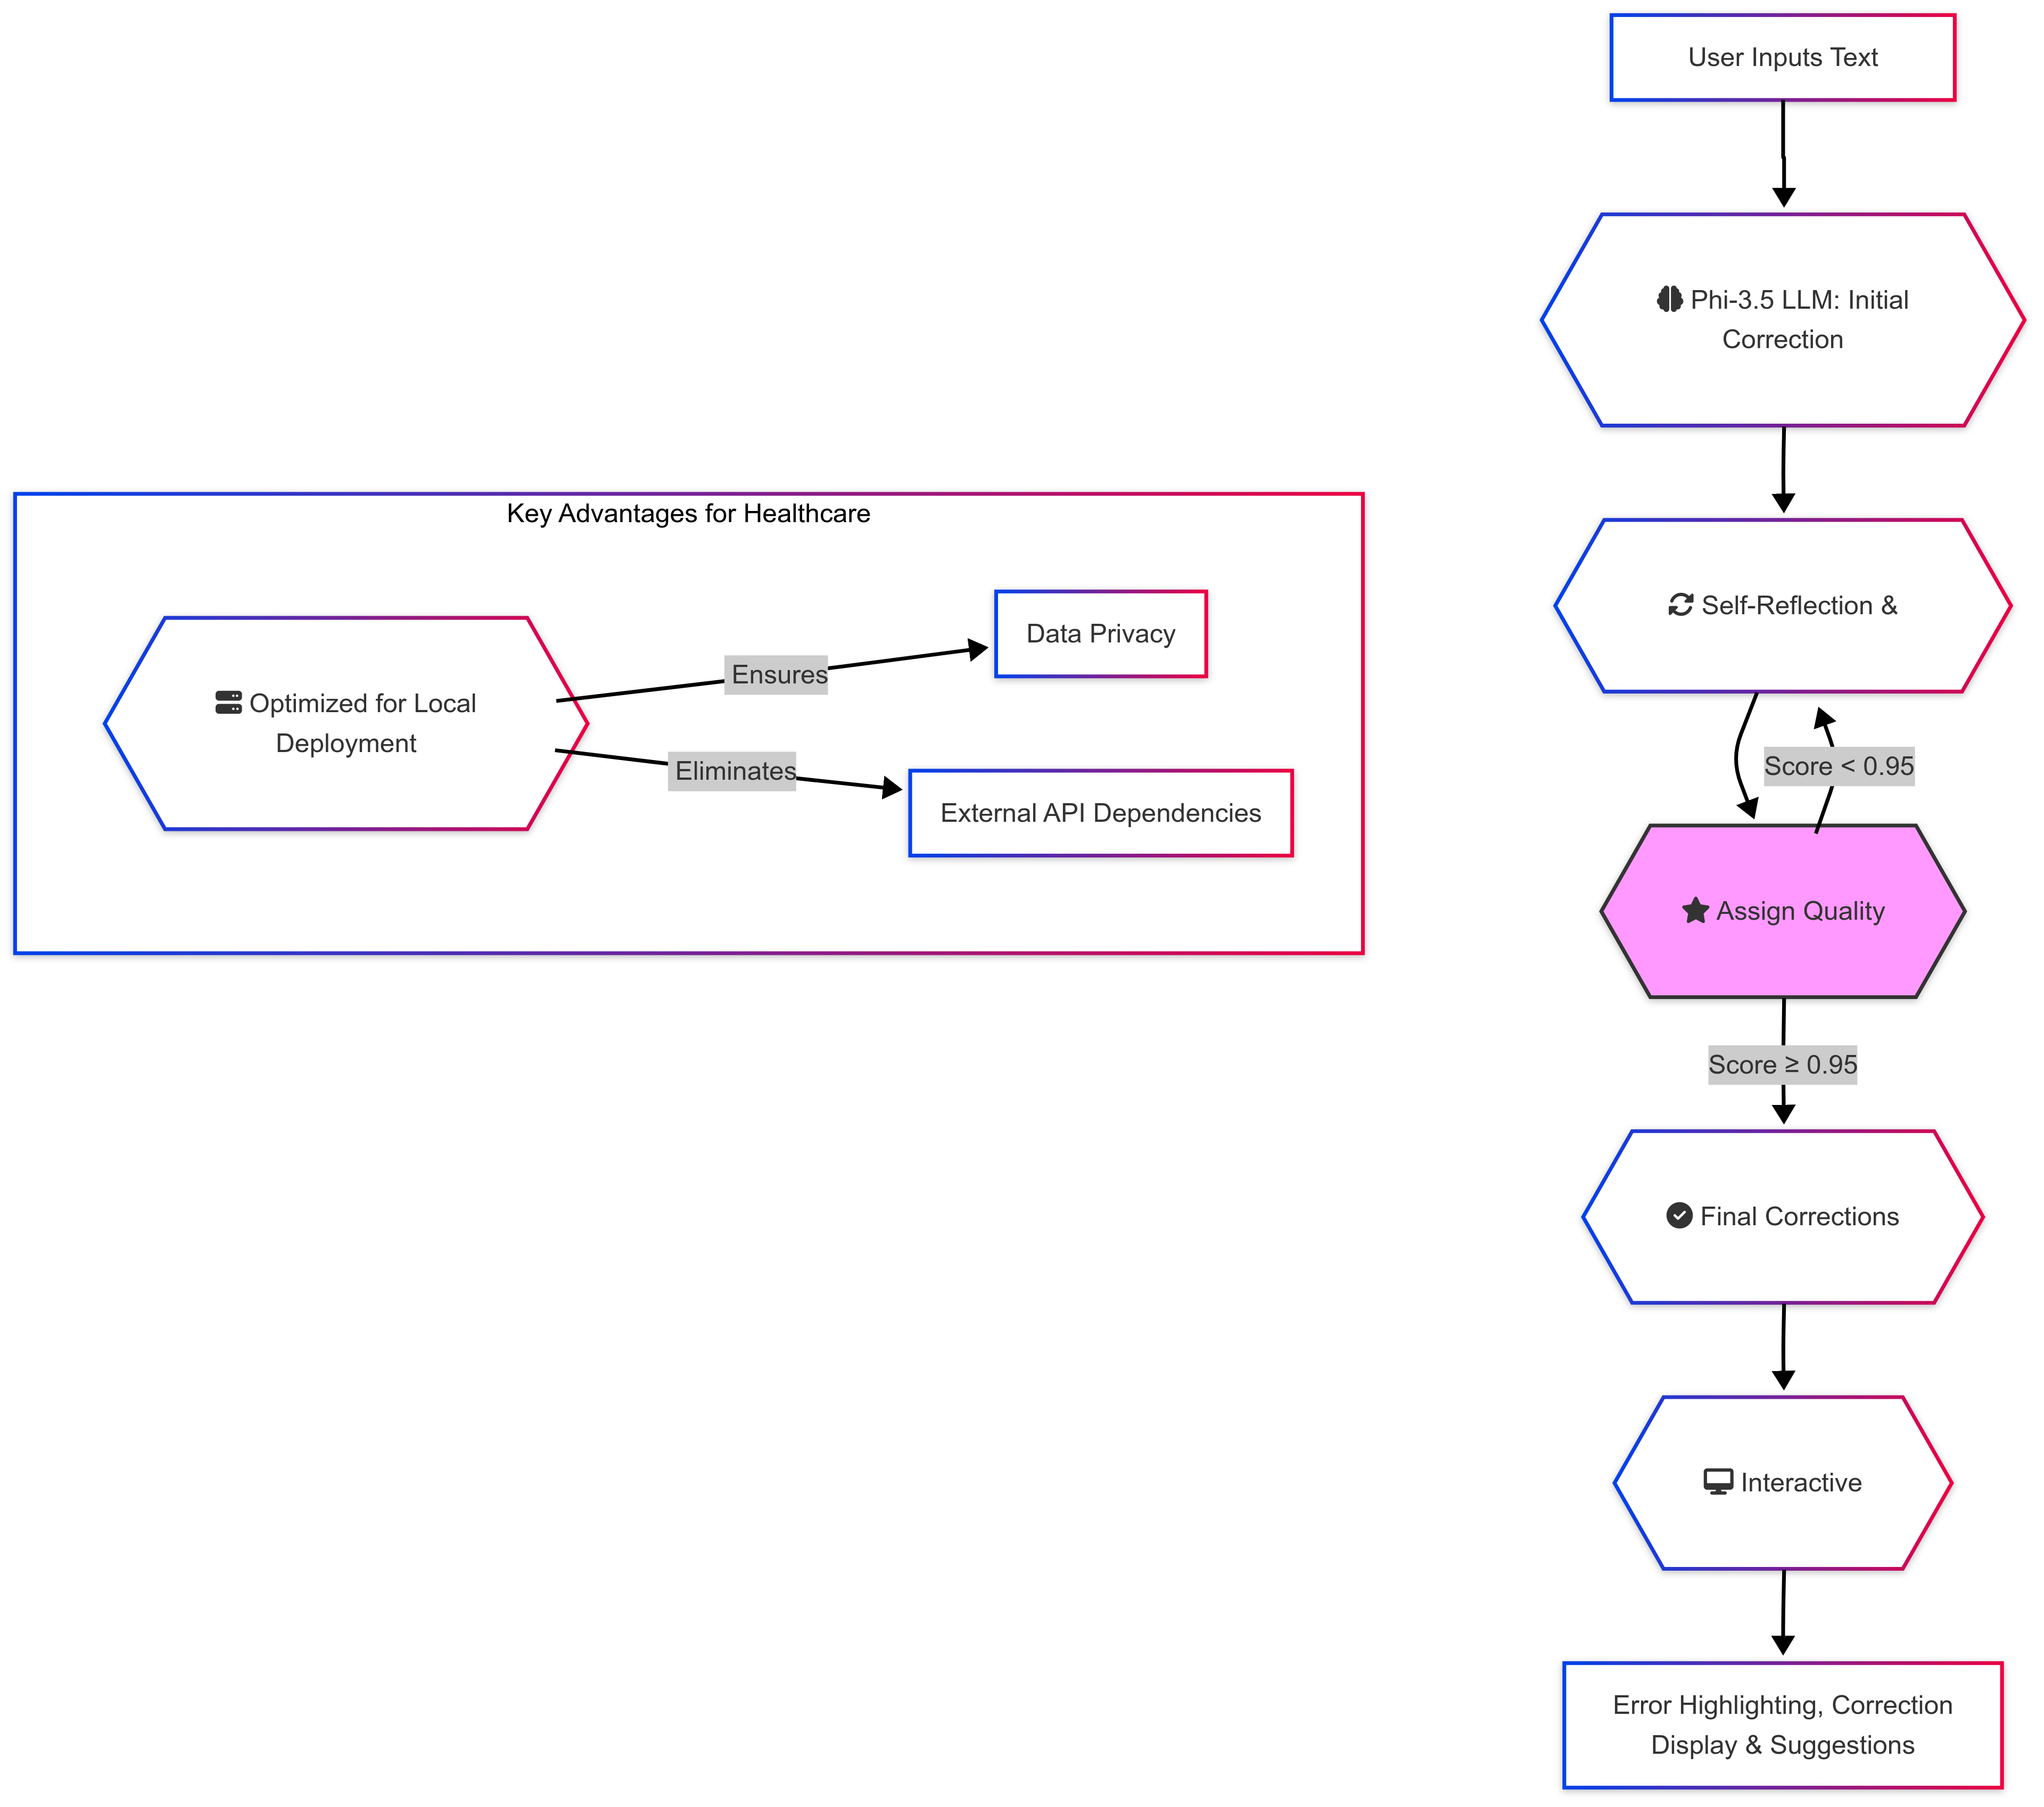 User Inputs Text
Phi-3.5 LLM: Initial
Correction
Self-Reflection &
Score < 0.95
Assign Quality
Score ≥ 0.95
Final Corrections
Interactive
Error Highlighting, Correction
Display & Suggestions
Key Advantages for Healthcare
Optimized for Local
Deployment
Ensures
Data Privacy
Eliminates
External API Dependencies